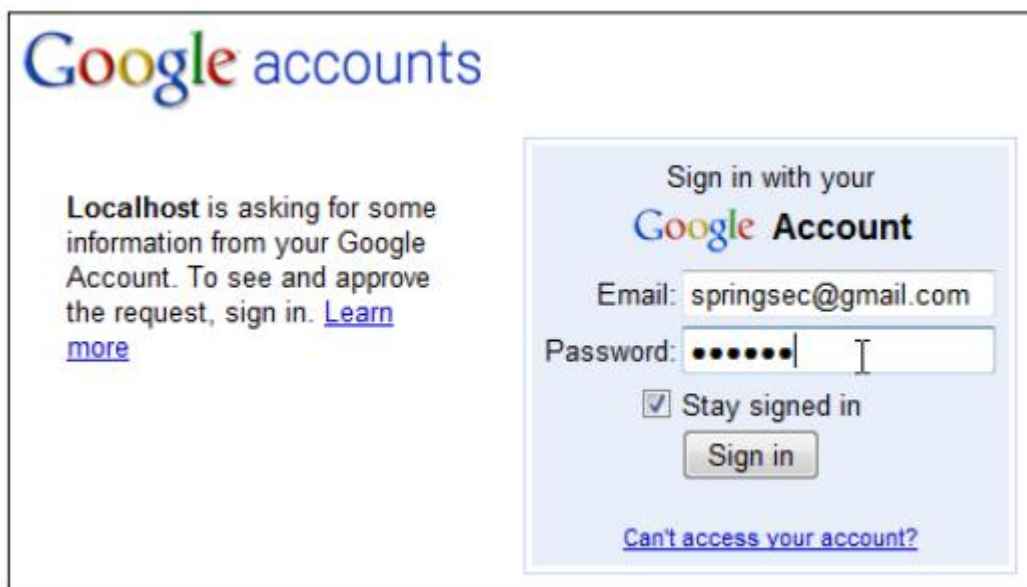 Google accounts
Localhost is asking for some
information from your Google
Account. To see and approve
the request, sign in. Learn
more
Sign in with your
Google Account
Email: springsec@gmail.com
Password: ••••••
Stay signed in
Sign in
Can't access your account?